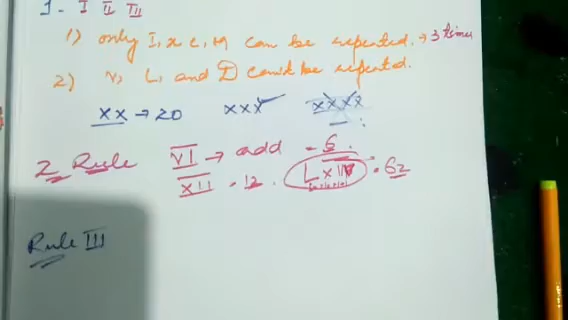 1- I II III
1) only I, x c, M can be repeated. → 3 times
2) V, L, and D can't be repeated.
XX → 20 XXX XXXX
2 Rule VI → add - 6.
XII - 12. LXII • 62
Rule III